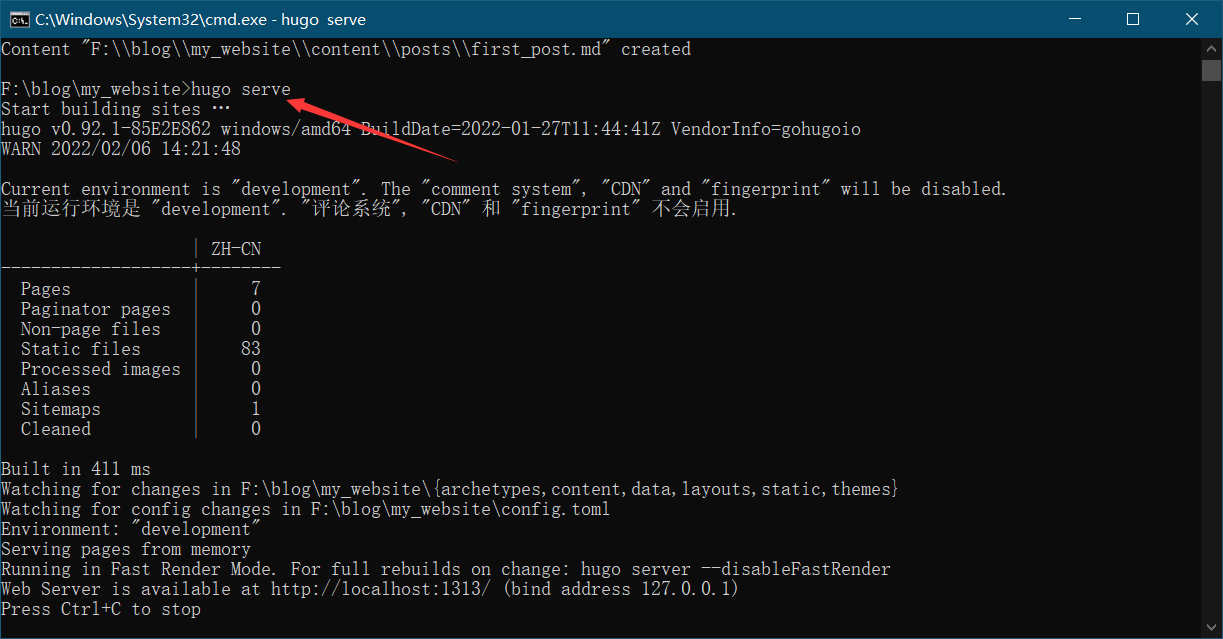 C:\Windows\System32\cmd.exe - hugo  serve
Content "F:\\blog\\my_website\\content\\posts\\first_post.md" created
F:\blog\my_website>hugo serve
Start building sites …
hugo v0.92.1-85E2E862 windows/amd64 BuildDate=2022-01-27T11:44:41Z VendorInfo=gohugoio
WARN 2022/02/06 14:21:48
Current environment is "development". The "comment system", "CDN" and "fingerprint" will be disabled.
当前运行环境是 "development". "评论系统", "CDN" 和 "fingerprint" 不会启用.
| ZH-CN
-------------------+--------
Pages | 7
Paginator pages | 0
Non-page files | 0
Static files | 83
Processed images | 0
Aliases | 0
Sitemaps | 1
Cleaned | 0
Built in 411 ms
Watching for changes in F:\blog\my_website\{archetypes,content,data,layouts,static,themes}
Watching for config changes in F:\blog\my_website\config.toml
Environment: "development"
Serving pages from memory
Running in Fast Render Mode. For full rebuilds on change: hugo server --disableFastRender
Web Server is available at http://localhost:1313/ (bind address 127.0.0.1)
Press Ctrl+C to stop